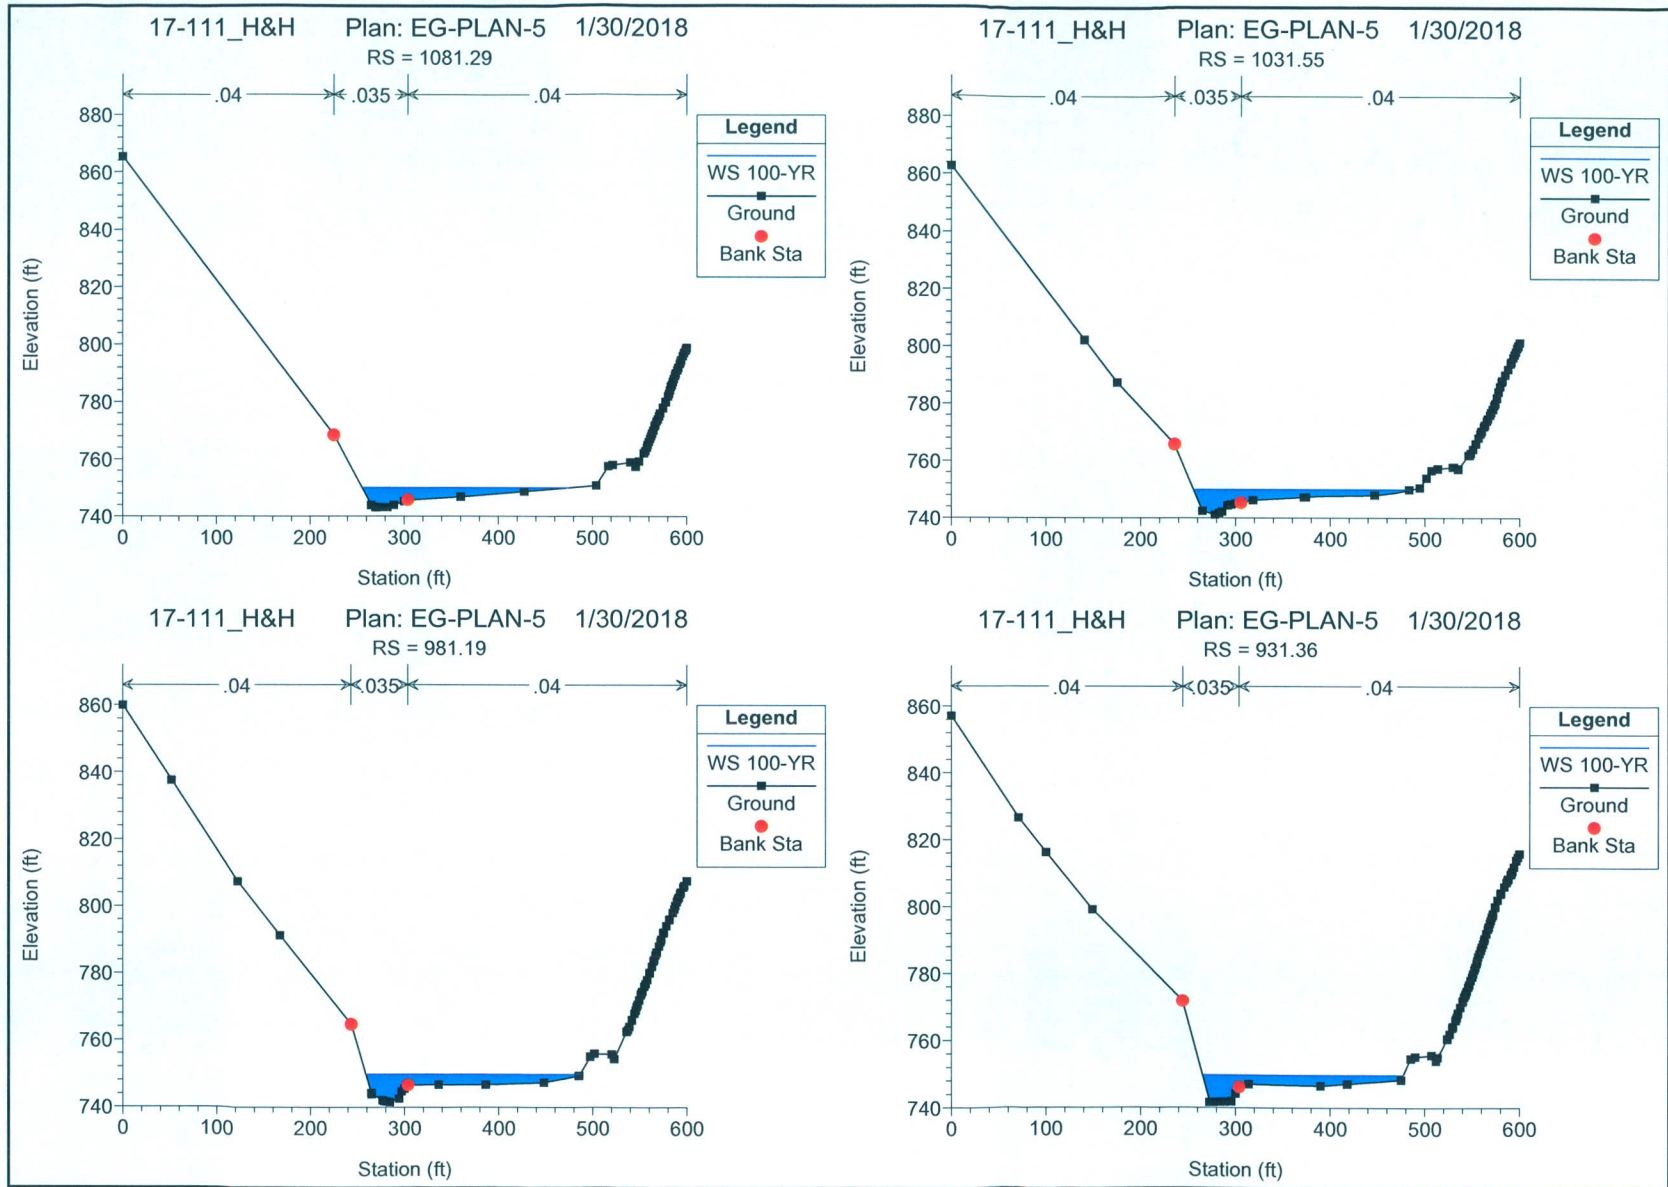 17-111_H&H Plan: EG-PLAN-5 1/30/2018
RS = 1081.29
.04 .035 .04
Legend
WS 100-YR
Ground
Bank Sta
880
860
840
820
800
780
760
740
Elevation (ft)
0 100 200 300 400 500 600
Station (ft)
17-111_H&H Plan: EG-PLAN-5 1/30/2018
RS = 1031.55
.04 .035 .04
Legend
WS 100-YR
Ground
Bank Sta
880
860
840
820
800
780
760
740
Elevation (ft)
0 100 200 300 400 500 600
Station (ft)
17-111_H&H Plan: EG-PLAN-5 1/30/2018
RS = 981.19
.04 .035 .04
Legend
WS 100-YR
Ground
Bank Sta
860
840
820
800
780
760
740
Elevation (ft)
0 100 200 300 400 500 600
Station (ft)
17-111_H&H Plan: EG-PLAN-5 1/30/2018
RS = 931.36
.04 .035 .04
Legend
WS 100-YR
Ground
Bank Sta
860
840
820
800
780
760
740
Elevation (ft)
0 100 200 300 400 500 600
Station (ft)